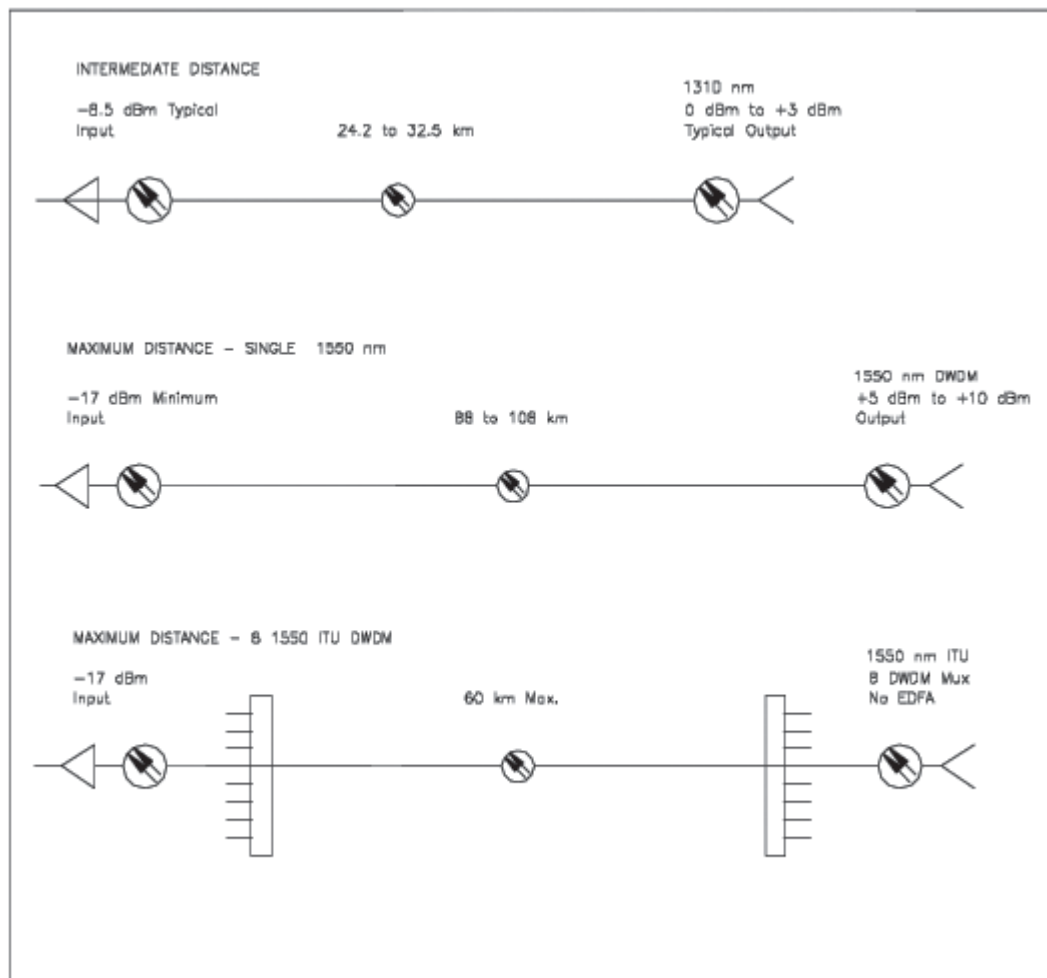 INTERMEDIATE DISTANCE
-8.5 dBm Typical
Input
24.2 to 32.5 km
1310 nm
0 dBm to +3 dBm
Typical Output
MAXIMUM DISTANCE - SINGLE 1550 nm
-17 dBm Minimum
Input
88 to 108 km
1550 nm DWDM
+5 dBm to +10 dBm
Output
MAXIMUM DISTANCE - 8 1550 ITU DWDM
-17 dBm
Input
60 km Max.
1550 nm ITU
8 DWDM Mux
No EDFA